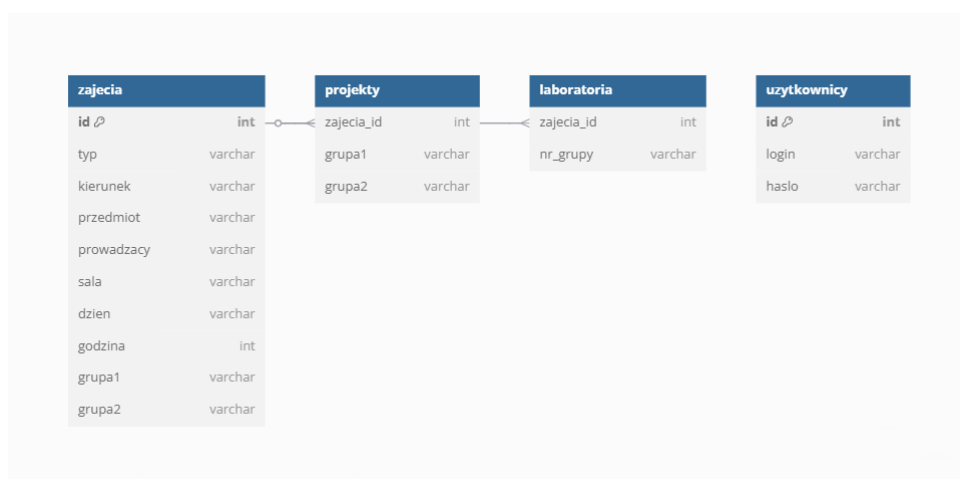 zajecia
id int
typ varchar
kierunek varchar
przedmiot varchar
prowadzacy varchar
sala varchar
dzien varchar
godzina int
grupa1 varchar
grupa2 varchar
projekty
zajecia_id int
grupa1 varchar
grupa2 varchar
laboratoria
zajecia_id int
nr_grupy varchar
uzytkownicy
id int
login varchar
haslo varchar